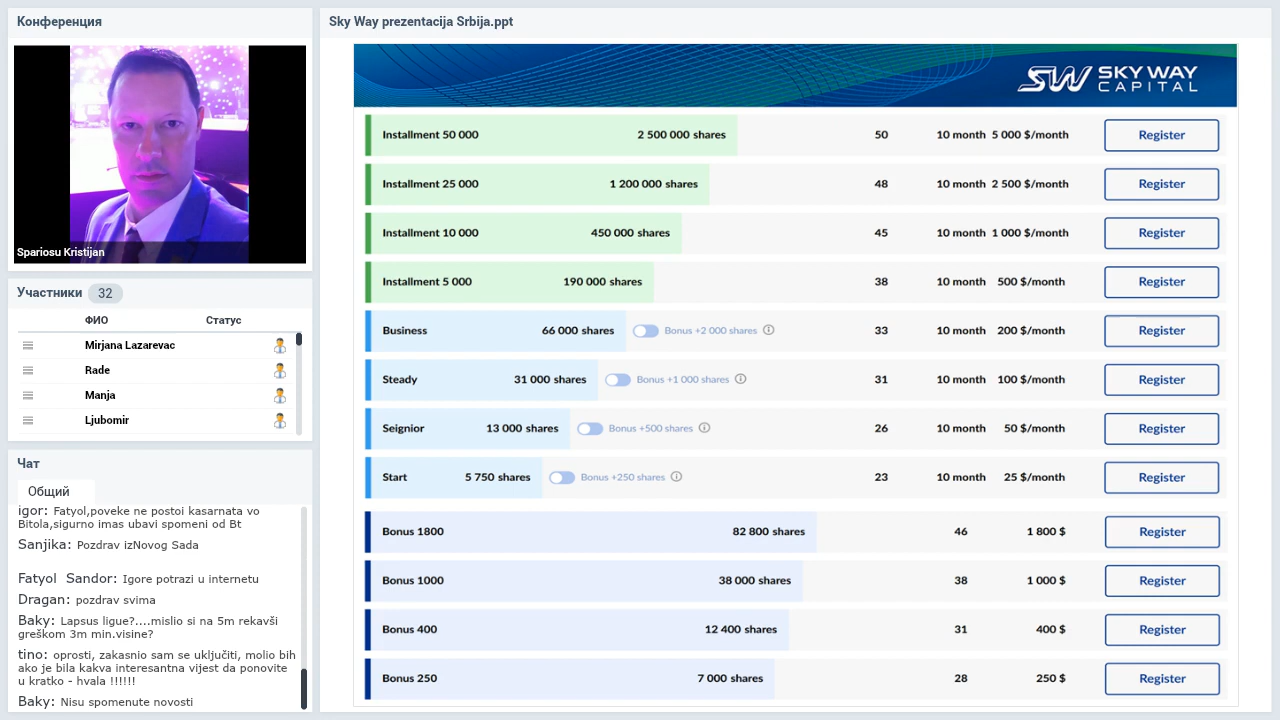 Конференция
Spariosu Kristijan
Участники 32
ФИО Статус
Mirjana Lazarevac
Rade
Manja
Ljubomir
Чат
Общий
igor: Fatyol,poveke ne postoi kasarnata vo
Bitola,sigurno imas ubavi spomeni od Bt
Sanjika: Pozdrav izNovog Sada
Fatyol Sandor: Igore potrazi u internetu
Dragan: pozdrav svima
Baky: Lapsus ligue?....mislio si na 5m rekavši
greškom 3m min.visine?
tino: oprosti, zakasnio sam se uključiti, molio bih
ako je bila kakva interesantna vijest da ponovite
u kratko - hvala !!!!!!
Baky: Nisu spomenute novosti
Sky Way prezentacija Srbija.ppt
SW SKY WAY
CAPITAL
Installment 50 000 2 500 000 shares 50 10 month 5 000 $/month Register
Installment 25 000 1 200 000 shares 48 10 month 2 500 $/month Register
Installment 10 000 450 000 shares 45 10 month 1 000 $/month Register
Installment 5 000 190 000 shares 38 10 month 500 $/month Register
Business 66 000 shares Bonus +2 000 shares 33 10 month 200 $/month Register
Steady 31 000 shares Bonus +1 000 shares 31 10 month 100 $/month Register
Seignior 13 000 shares Bonus +500 shares 26 10 month 50 $/month Register
Start 5 750 shares Bonus +250 shares 23 10 month 25 $/month Register
Bonus 1800 82 800 shares 46 1 800 $ Register
Bonus 1000 38 000 shares 38 1 000 $ Register
Bonus 400 12 400 shares 31 400 $ Register
Bonus 250 7 000 shares 28 250 $ Register